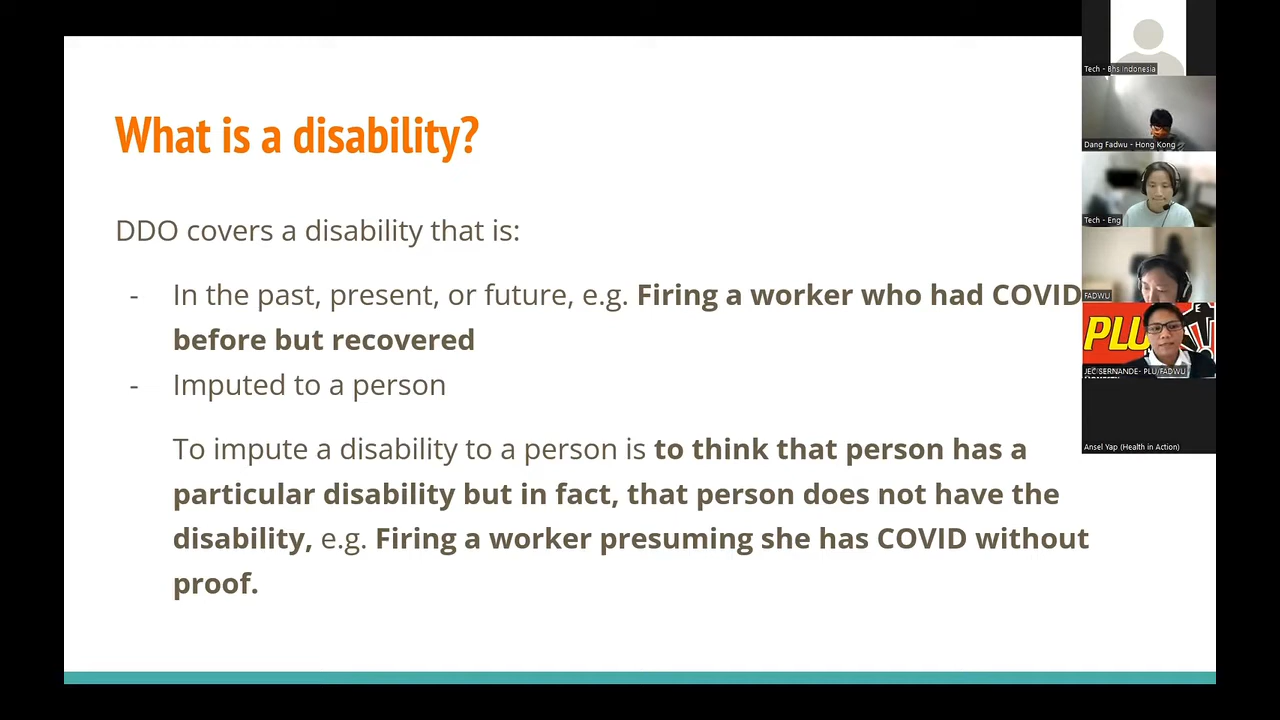 What is a disability?
DDO covers a disability that is:
- In the past, present, or future, e.g. Firing a worker who had COVID
before but recovered
- Imputed to a person
To impute a disability to a person is to think that person has a
particular disability but in fact, that person does not have the
disability, e.g. Firing a worker presuming she has COVID without
proof.
Tech - Bhs Indonesia
Dang Fadwu - Hong Kong
Tech - Eng
FADWU
PLU
E
JEC SERNANDE- PLU/FADWU
Ansel Yap (Health in Action)